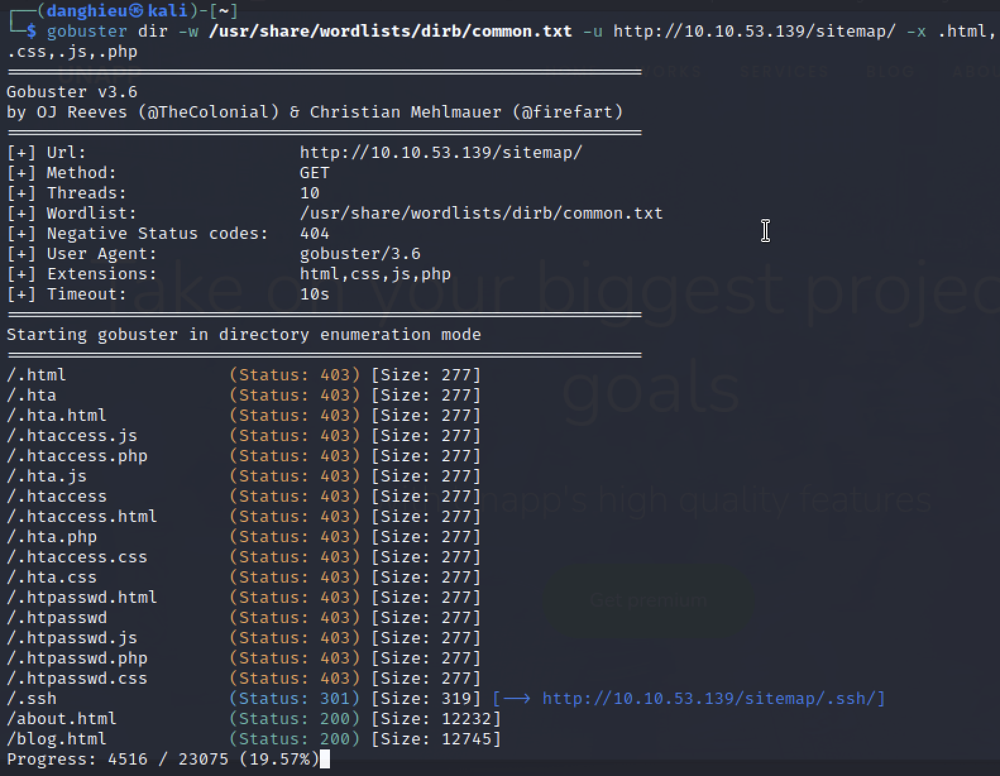 ┌──(danghieu㉿kali)-[~]
└─$ gobuster dir -w /usr/share/wordlists/dirb/common.txt -u http://10.10.53.139/sitemap/ -x .html,
.css,.js,.php
UNAPP WORKS SERVICES BLOG ABOU
===============================================================
Gobuster v3.6
by OJ Reeves (@TheColonial) & Christian Mehlmauer (@firefart)
===============================================================
[+] Url:                     http://10.10.53.139/sitemap/
[+] Method:                  GET
[+] Threads:                 10
[+] Wordlist:                /usr/share/wordlists/dirb/common.txt
[+] Negative Status codes:   404
[+] User Agent:              gobuster/3.6
[+] Extensions:              html,css,js,php
[+] Timeout:                 10s
Take on your biggest projec
===============================================================
Starting gobuster in directory enumeration mode
===============================================================
/.html                (Status: 403) [Size: 277]
goals
/.hta                 (Status: 403) [Size: 277]
/.hta.html            (Status: 403) [Size: 277]
/.htaccess.js         (Status: 403) [Size: 277]
/.htaccess.php        (Status: 403) [Size: 277]
/.hta.js              (Status: 403) [Size: 277]
/.htaccess            (Status: 403) [Size: 277]
unapp's high quality features
/.htaccess.html       (Status: 403) [Size: 277]
/.hta.php             (Status: 403) [Size: 277]
/.htaccess.css        (Status: 403) [Size: 277]
/.hta.css             (Status: 403) [Size: 277]
/.htpasswd.html       (Status: 403) [Size: 277]
Get premium
/.htpasswd            (Status: 403) [Size: 277]
/.htpasswd.js         (Status: 403) [Size: 277]
/.htpasswd.php        (Status: 403) [Size: 277]
/.htpasswd.css        (Status: 403) [Size: 277]
/.ssh                 (Status: 301) [Size: 319] [--> http://10.10.53.139/sitemap/.ssh/]
/about.html           (Status: 200) [Size: 12232]
/blog.html            (Status: 200) [Size: 12745]
Progress: 4516 / 23075 (19.57%)